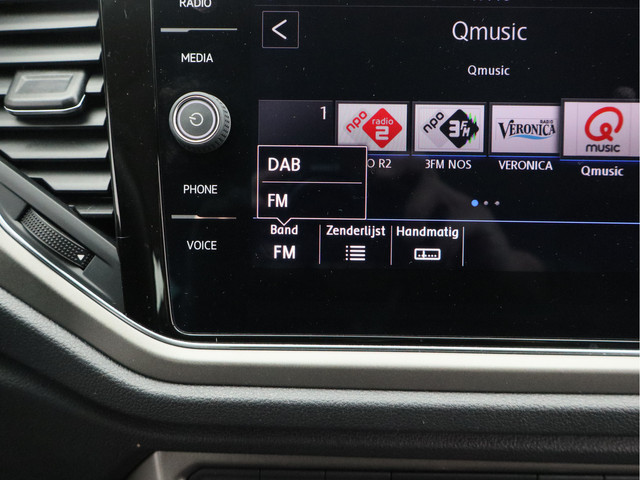 RADIO
Qmusic
MEDIA
Qmusic
1
npo radio 2
npo 3FM
RADIO VERONICA
MUSIC
O R2
3FM NOS
VERONICA
Qmusic
DAB
FM
PHONE
Band
Zenderlijst
Handmatig
FM
VOICE